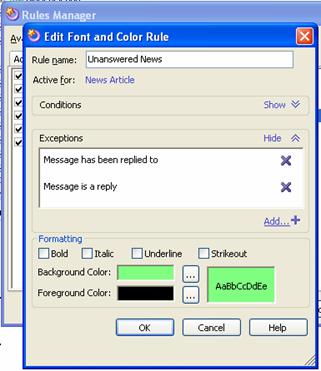 Rules Manager
Edit Font and Color Rule
Rule name: Unanswered News
Active for: News Article
Conditions Show
Exceptions Hide
Message has been replied to
Message is a reply
Add...
Formatting
Bold Italic Underline Strikeout
Background Color: ...
Foreground Color: ...
AaBbCcDdEe
OK Cancel Help